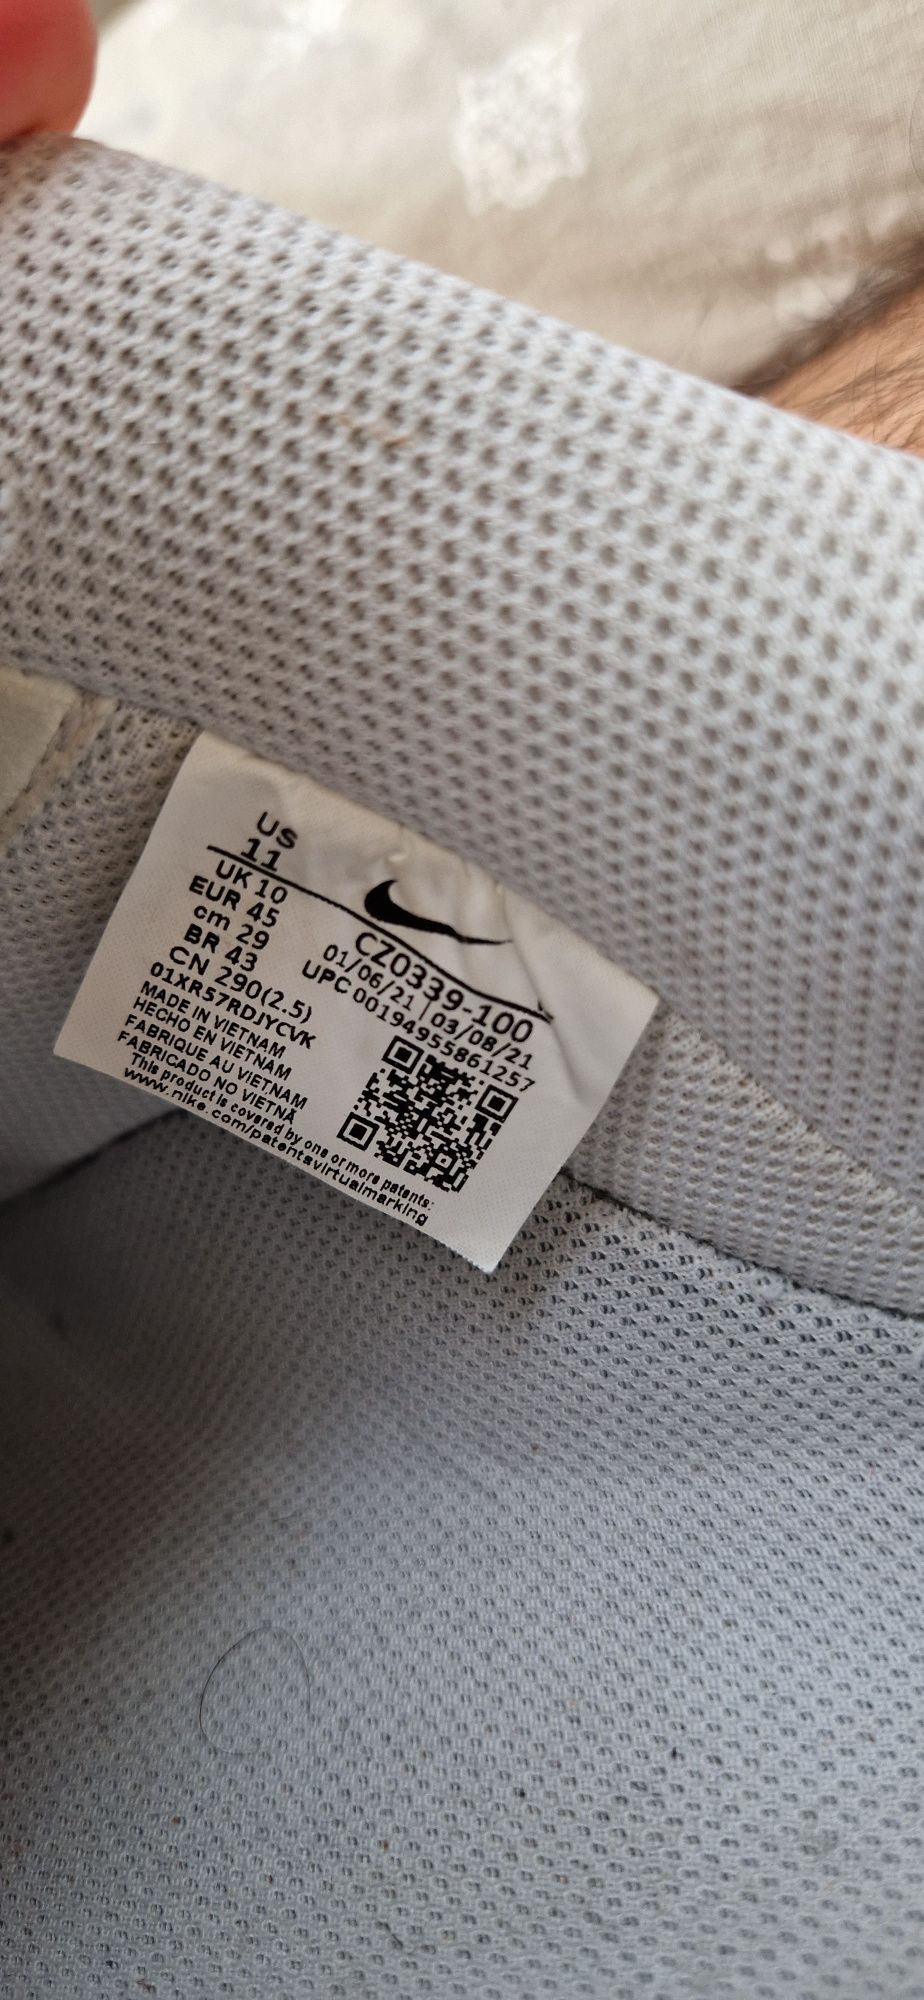 US
11
UK 10
EUR 45
cm 29
BR 43
CN 290(2.5)
01XR57RDJYCVK
MADE IN VIETNAM
HECHO EN VIETNAM
FABRIQUE AU VIETNAM
FABRICADO NO VIETNÃ
This product is covered by one or more patents:
www.nike.com/patentsvirtualmarking
CZ0339-100
01/06/21 | 03/08/21
UPC 00194955861257